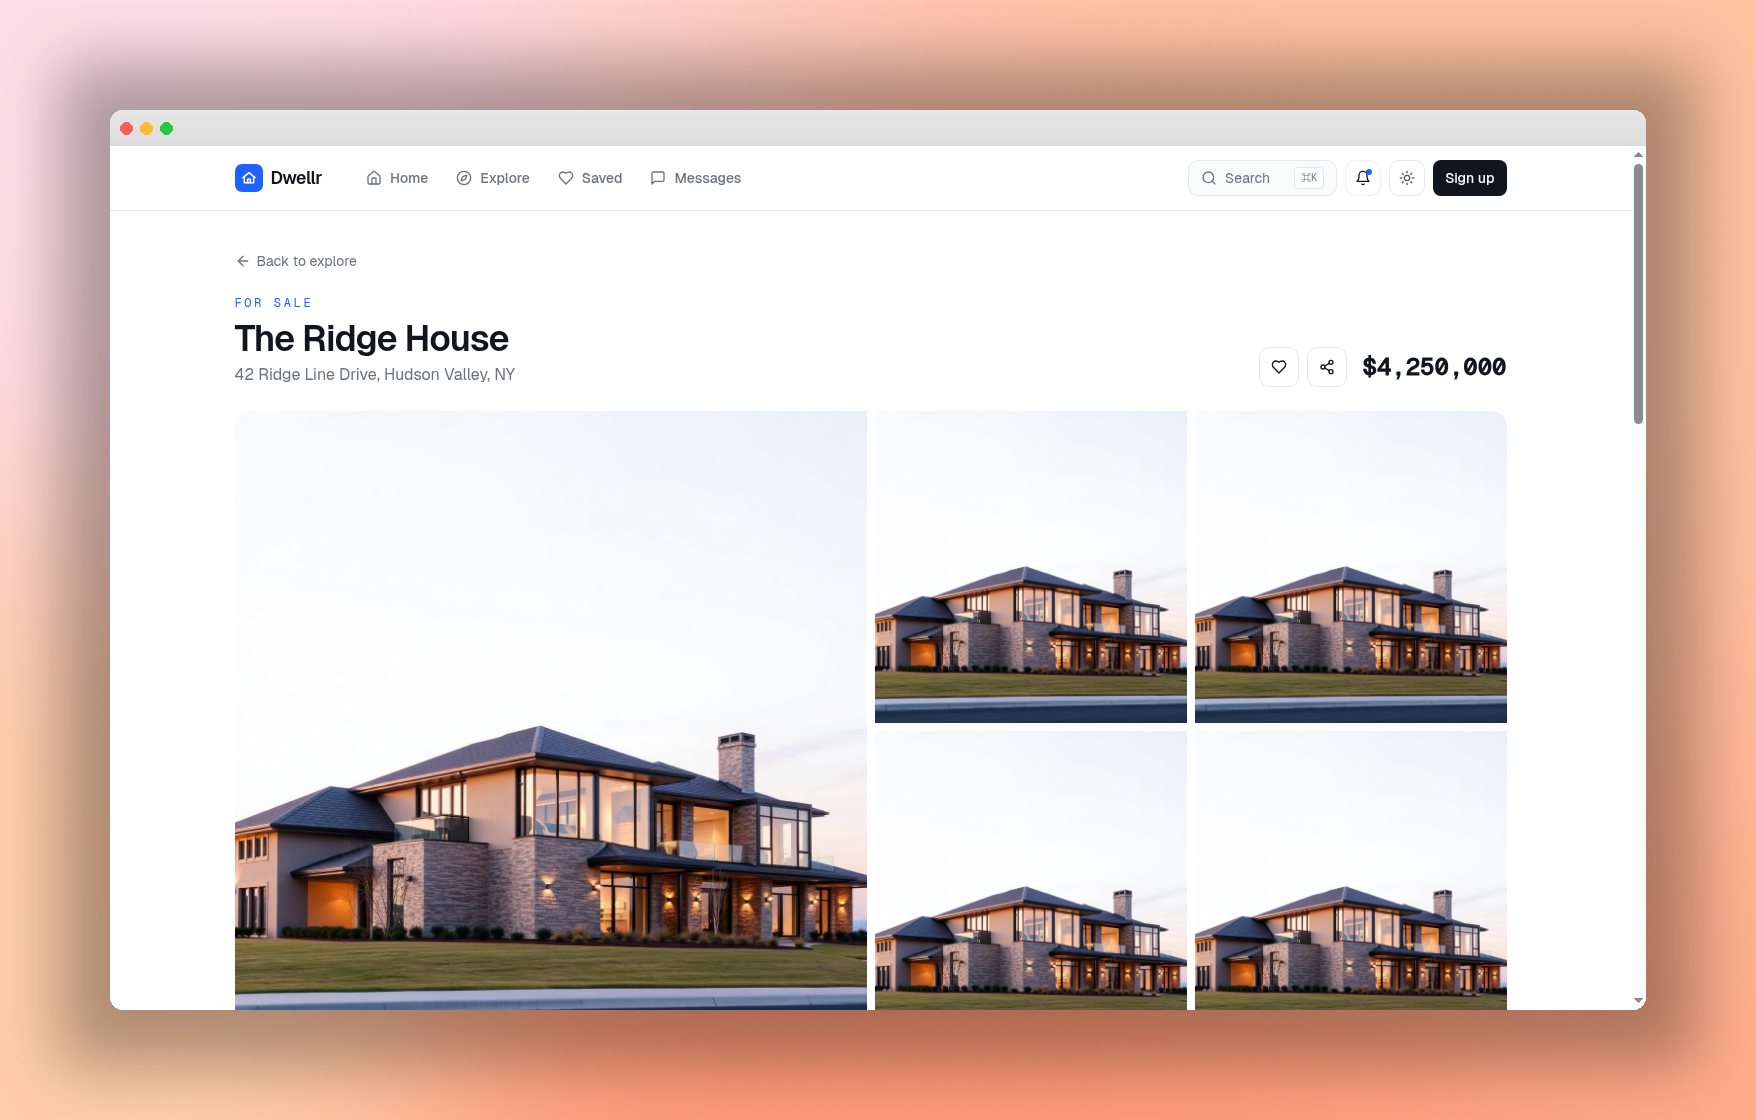 Dwellr
Home
Explore
Saved
Messages
Search
⌘K
Sign up
Back to explore
FOR SALE
The Ridge House
42 Ridge Line Drive, Hudson Valley, NY
$4,250,000